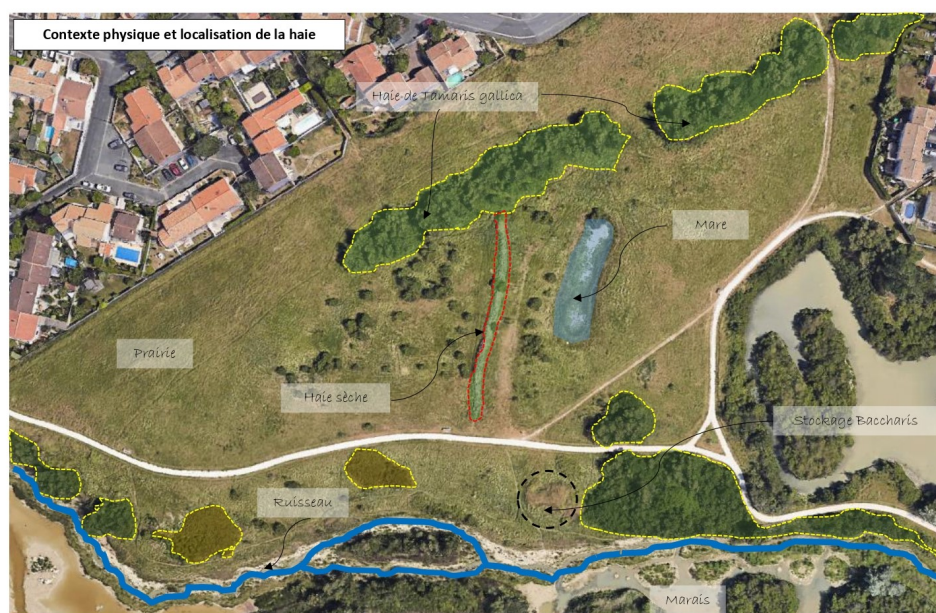 Contexte physique et localisation de la haie
Haie de Tamaris gallica
Mare
Prairie
Haie sèche
Stockage Baccharis
Ruisseau
Marais